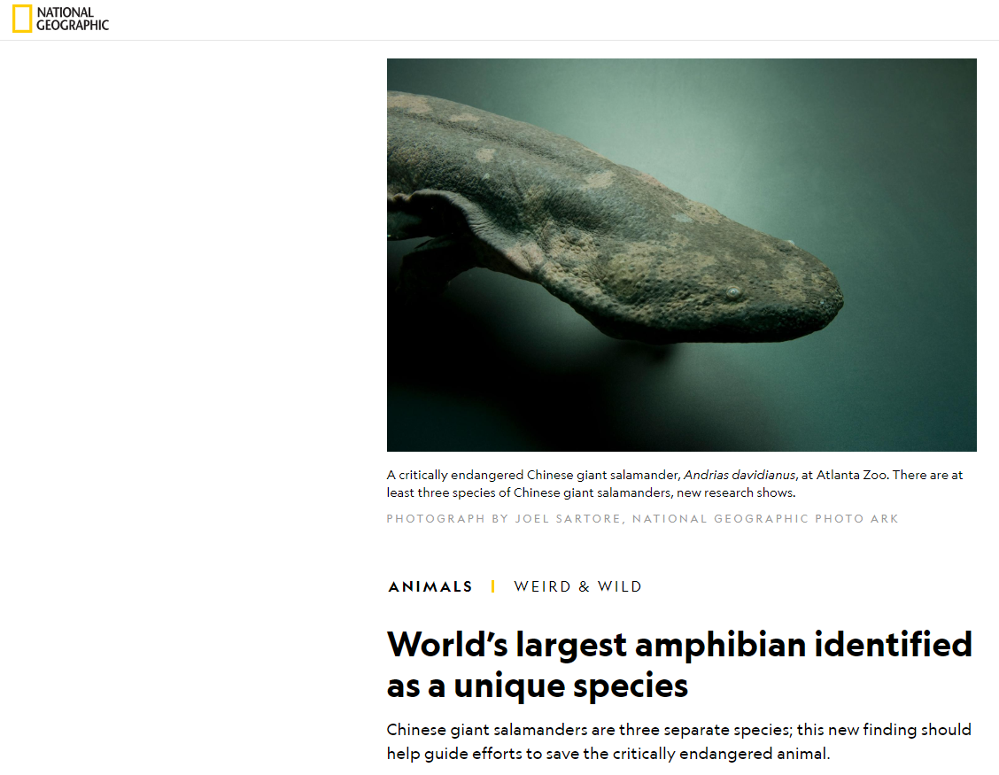 NATIONAL
GEOGRAPHIC
A critically endangered Chinese giant salamander, Andrias davidianus, at Atlanta Zoo. There are at
least three species of Chinese giant salamanders, new research shows.
PHOTOGRAPH BY JOEL SARTORE, NATIONAL GEOGRAPHIC PHOTO ARK
ANIMALS | WEIRD & WILD
World’s largest amphibian identified
as a unique species
Chinese giant salamanders are three separate species; this new finding should
help guide efforts to save the critically endangered animal.